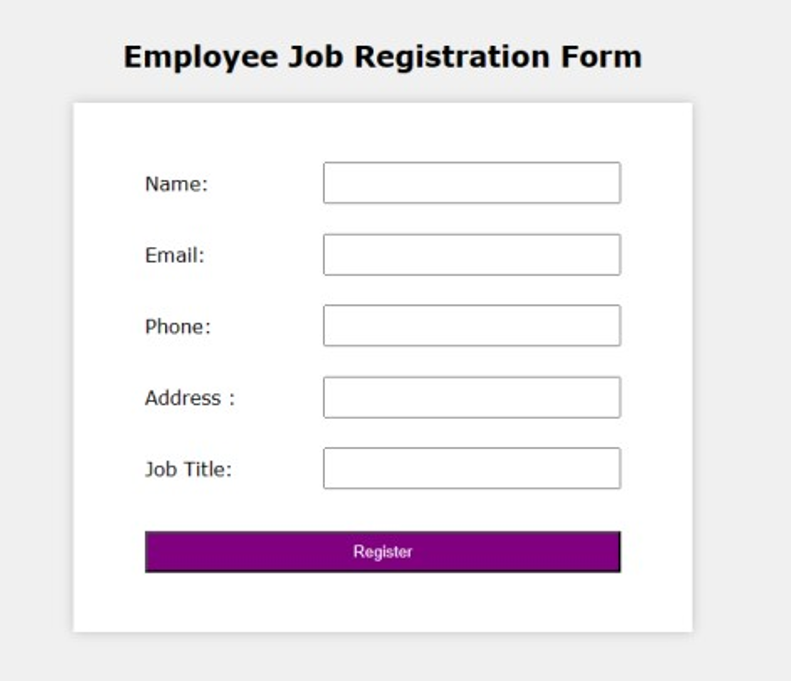 Employee Job Registration Form
Name:
Email:
Phone:
Address :
Job Title:
Register